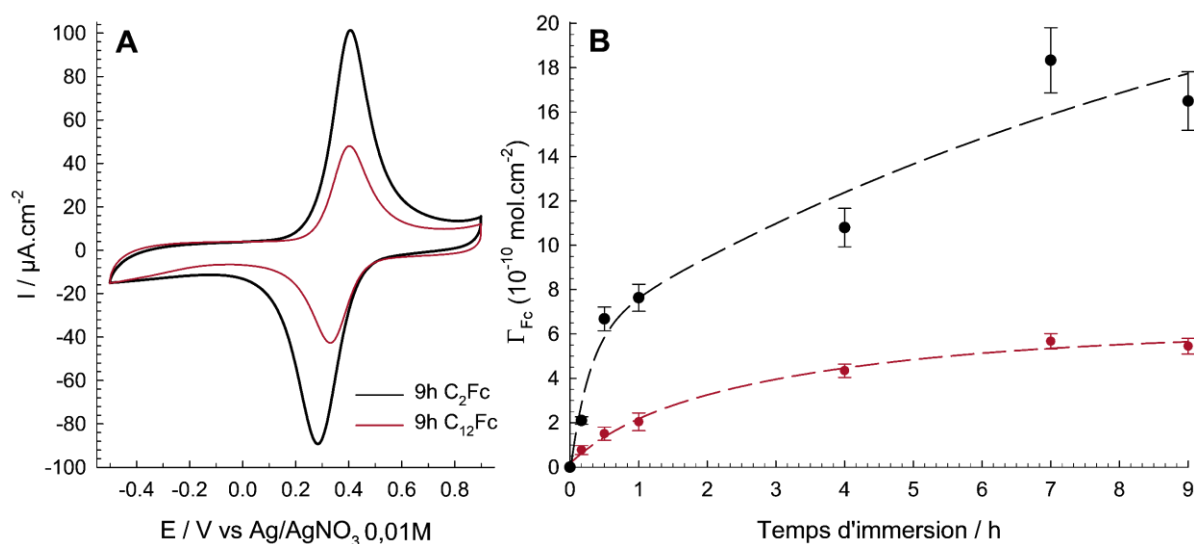 A
100
80
60
40
20
0
-20
-40
-60
-80
-100
I / µA.cm-2
-0.4 -0.2 0.0 0.2 0.4 0.6 0.8
E / V vs Ag/AgNO3 0,01M
9h C2Fc
9h C12Fc
B
20
18
16
14
12
10
8
6
4
2
0
ΓFc (10-10 mol.cm-2)
0 1 2 3 4 5 6 7 8 9
Temps d'immersion / h